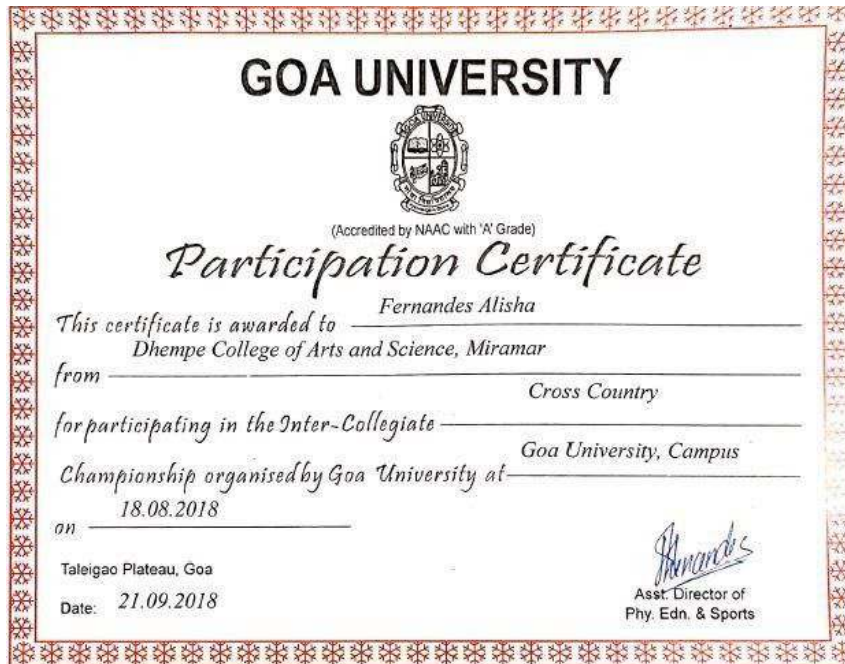 GOA UNIVERSITY
GOA UNIVERSITY
(Accredited by NAAC with 'A' Grade)
Participation Certificate
This certificate is awarded to Fernandes Alisha
from Dhempe College of Arts and Science, Miramar
for participating in the Inter-Collegiate Cross Country
Championship organised by Goa University at Goa University, Campus
on 18.08.2018
Taleigao Plateau, Goa
Date: 21.09.2018
Asst. Director of
Phy. Edn. & Sports